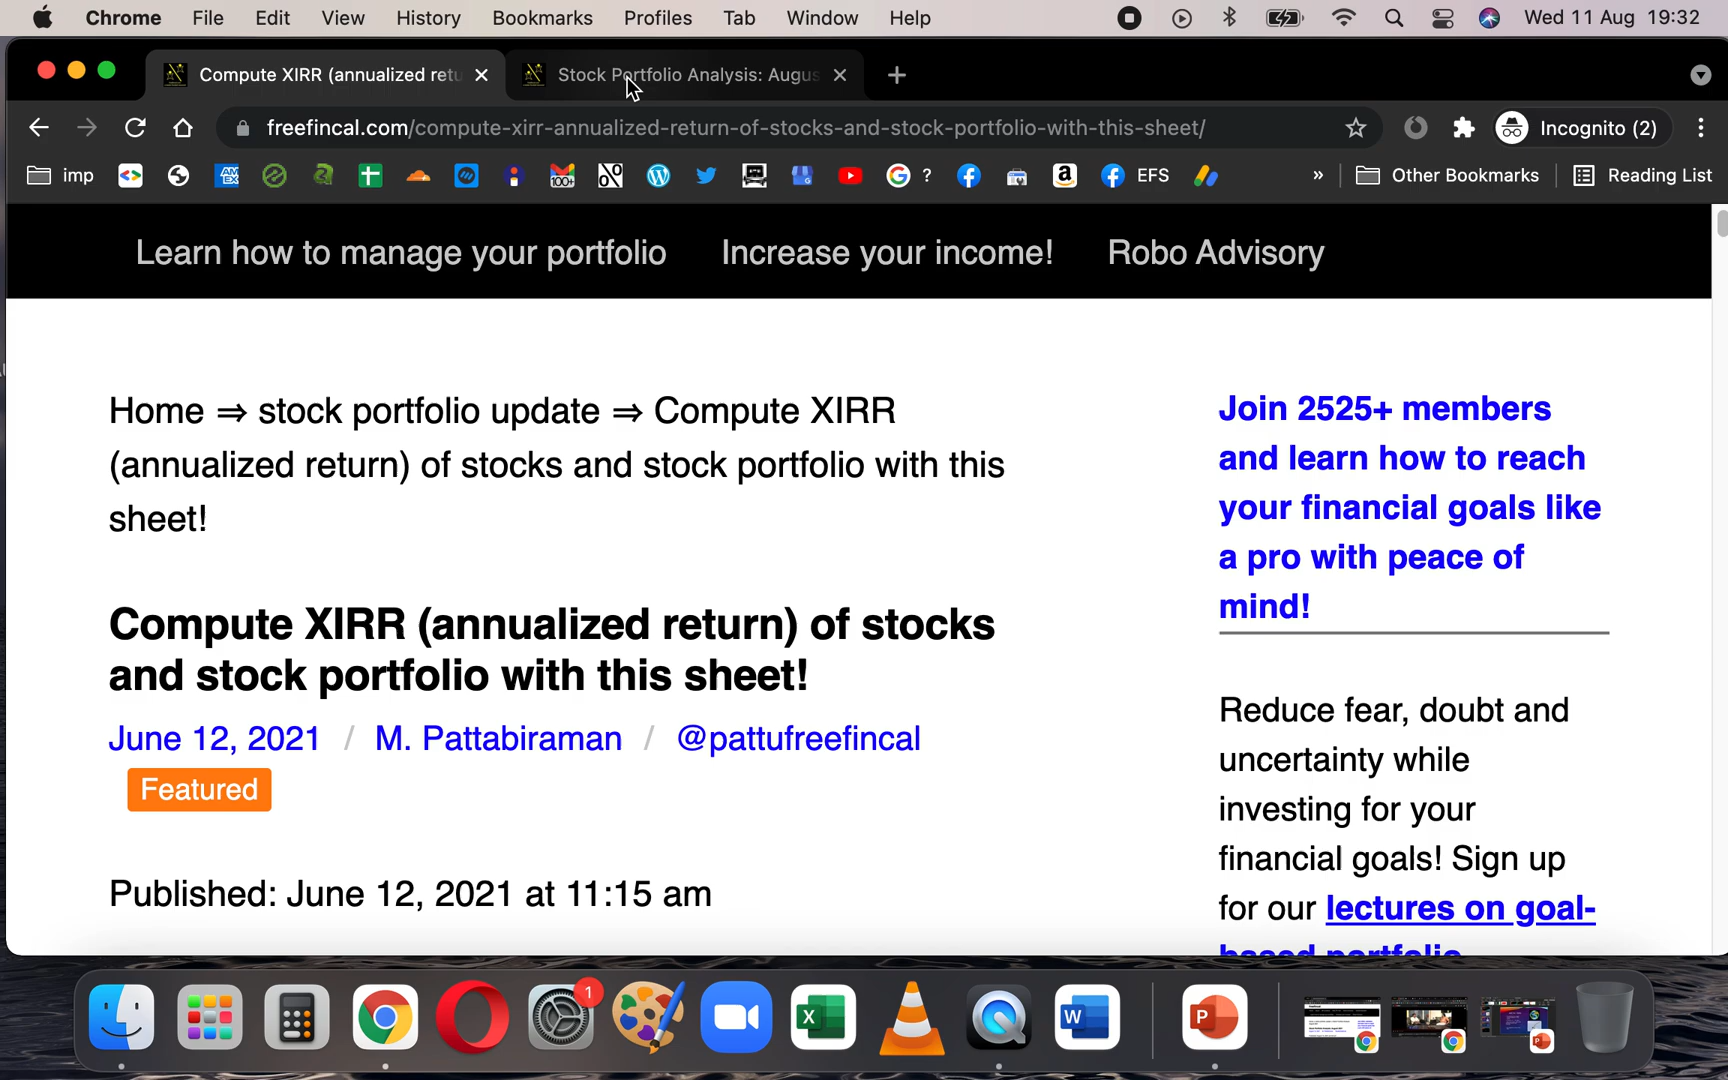 Chrome File Edit View History Bookmarks Profiles Tab Window Help Wed 11 Aug 19:32
Compute XIRR (annualized retu Stock Portfolio Analysis: Augus
freefincal.com/compute-xirr-annualized-return-of-stocks-and-stock-portfolio-with-this-sheet/ Incognito (2)
imp AM EX 100+ G ? a EFS » Other Bookmarks Reading List
Learn how to manage your portfolio Increase your income! Robo Advisory
Home ⇒ stock portfolio update ⇒ Compute XIRR
(annualized return) of stocks and stock portfolio with this
sheet!
Compute XIRR (annualized return) of stocks
and stock portfolio with this sheet!
June 12, 2021 / M. Pattabiraman / @pattufreefincal
Featured
Published: June 12, 2021 at 11:15 am
Join 2525+ members
and learn how to reach
your financial goals like
a pro with peace of
mind!
Reduce fear, doubt and
uncertainty while
investing for your
financial goals! Sign up
for our lectures on goal-
based portfolio
1
X
W
P